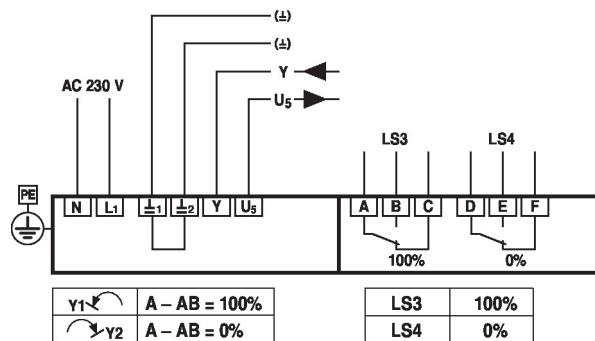 (⊥)
(⊥)
Y
U5
AC 230 V
LS3
LS4
PE
N L1 ⊥1 ⊥2 Y U5
A B C D E F
100%
0%
Y1 A – AB = 100%
Y2 A – AB = 0%
LS3 100%
LS4 0%